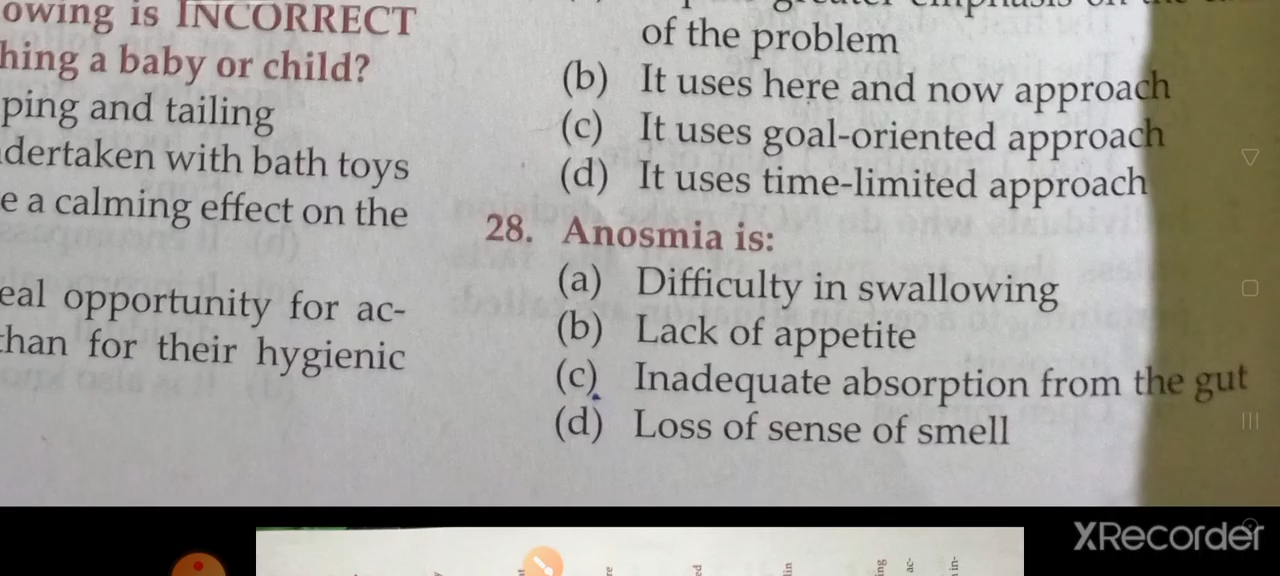 owing is INCORRECT
hing a baby or child?
ping and tailing
dertaken with bath toys
e a calming effect on the
eal opportunity for ac-
than for their hygienic
of the problem
(b) It uses here and now approach
(c) It uses goal-oriented approach
(d) It uses time-limited approach
28. Anosmia is:
(a) Difficulty in swallowing
(b) Lack of appetite
(c) Inadequate absorption from the gut
(d) Loss of sense of smell
XRecorder